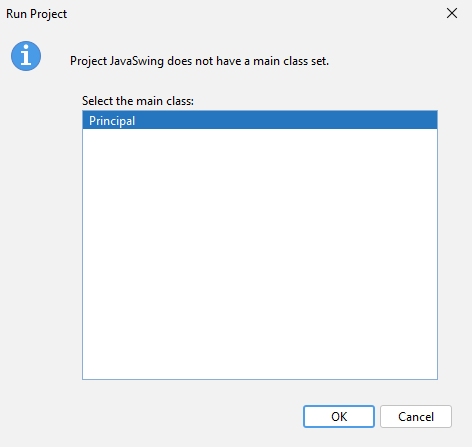 Run Project
Project JavaSwing does not have a main class set.
Select the main class:
Principal
OK
Cancel